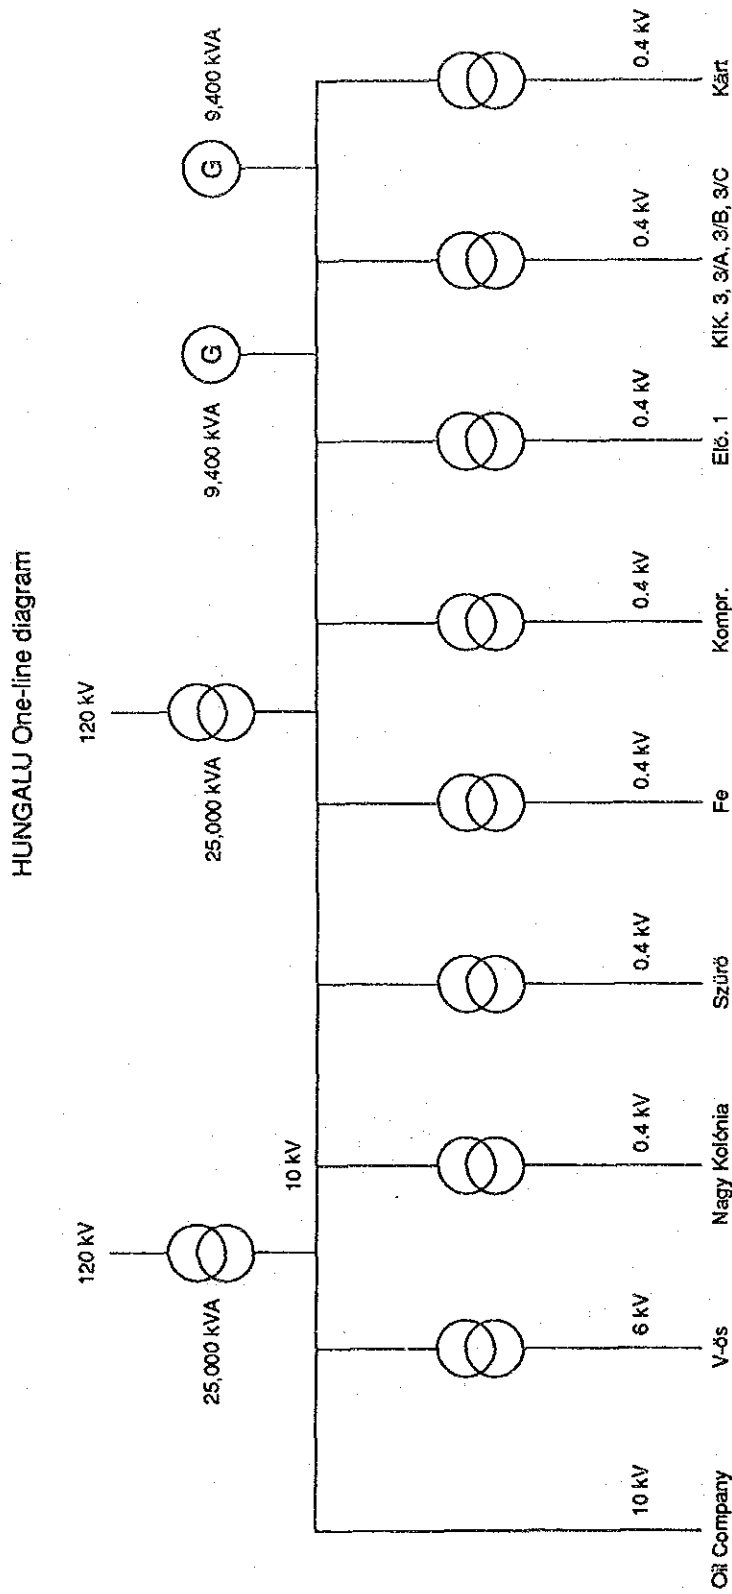 HUNGALU One-line diagram
120 kV
120 kV
25,000 kVA
25,000 kVA
9,400 kVA
9,400 kVA
G
G
10 kV
10 kV
6 kV
0.4 kV
0.4 kV
0.4 kV
0.4 kV
0.4 kV
0.4 kV
0.4 kV
Oil Company
V-ös
Nagy Kolónia
Szürö
Fe
Kompr.
Elö. 1
KIK. 3, 3/A, 3/B, 3/C
Kárt